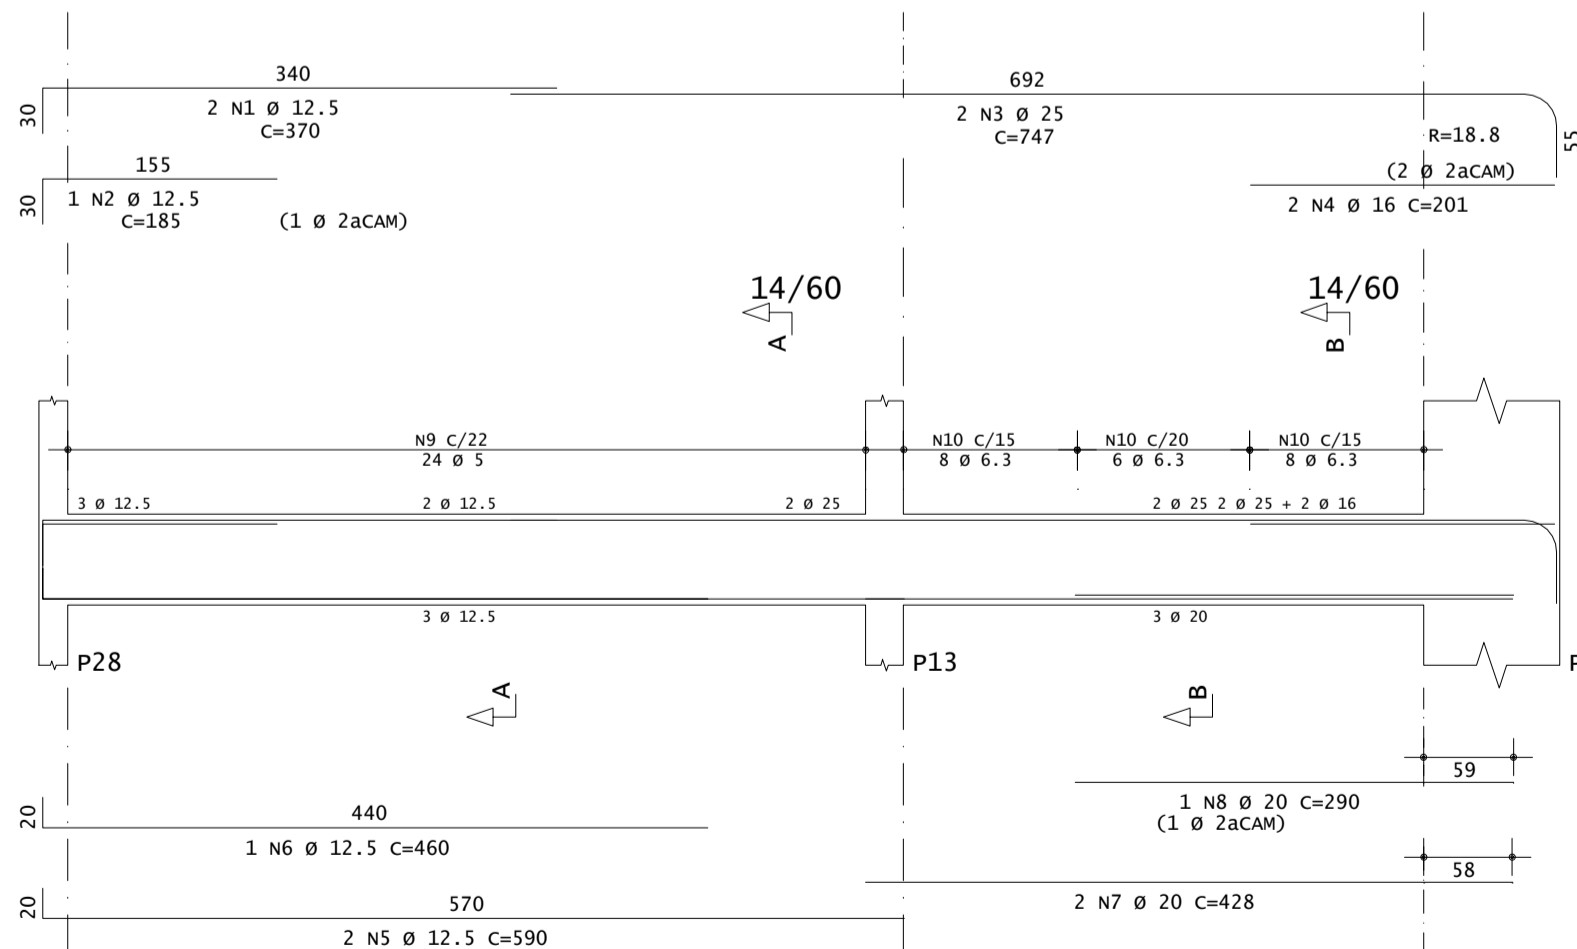 340
30
2 N1 Ø 12.5
C=370
692
2 N3 Ø 25
C=747
R=18.8
55
155
30
1 N2 Ø 12.5
C=185
(1 Ø 2aCAM)
(2 Ø 2aCAM)
2 N4 Ø 16 C=201
14/60
A
14/60
B
N9 C/22
24 Ø 5
N10 C/15
8 Ø 6.3
N10 C/20
6 Ø 6.3
N10 C/15
8 Ø 6.3
3 Ø 12.5
2 Ø 12.5
2 Ø 25
2 Ø 25 2 Ø 25 + 2 Ø 16
3 Ø 12.5
3 Ø 20
P28
P13
P
A
B
59
1 N8 Ø 20 C=290
(1 Ø 2aCAM)
440
20
1 N6 Ø 12.5 C=460
58
2 N7 Ø 20 C=428
570
20
2 N5 Ø 12.5 C=590